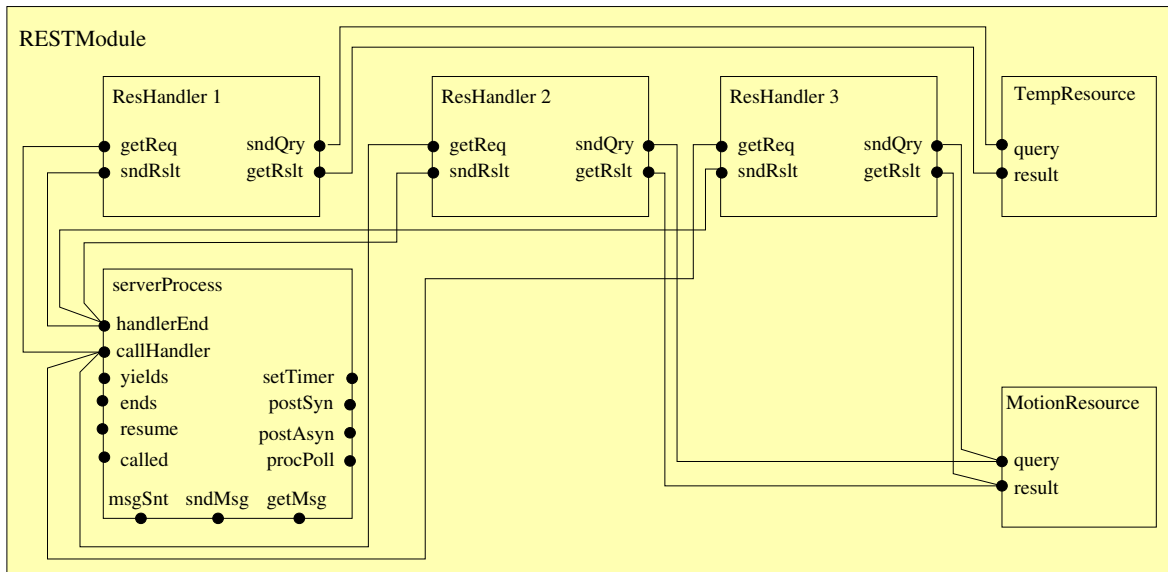 RESTModule
ResHandler 1
ResHandler 2
ResHandler 3
TempResource
getReq sndQry
sndRslt getRslt
getReq sndQry
sndRslt getRslt
getReq sndQry
sndRslt getRslt
query
result
serverProcess
handlerEnd
callHandler
yields setTimer
ends postSyn
resume postAsyn
called procPoll
msgSnt sndMsg getMsg
MotionResource
query
result